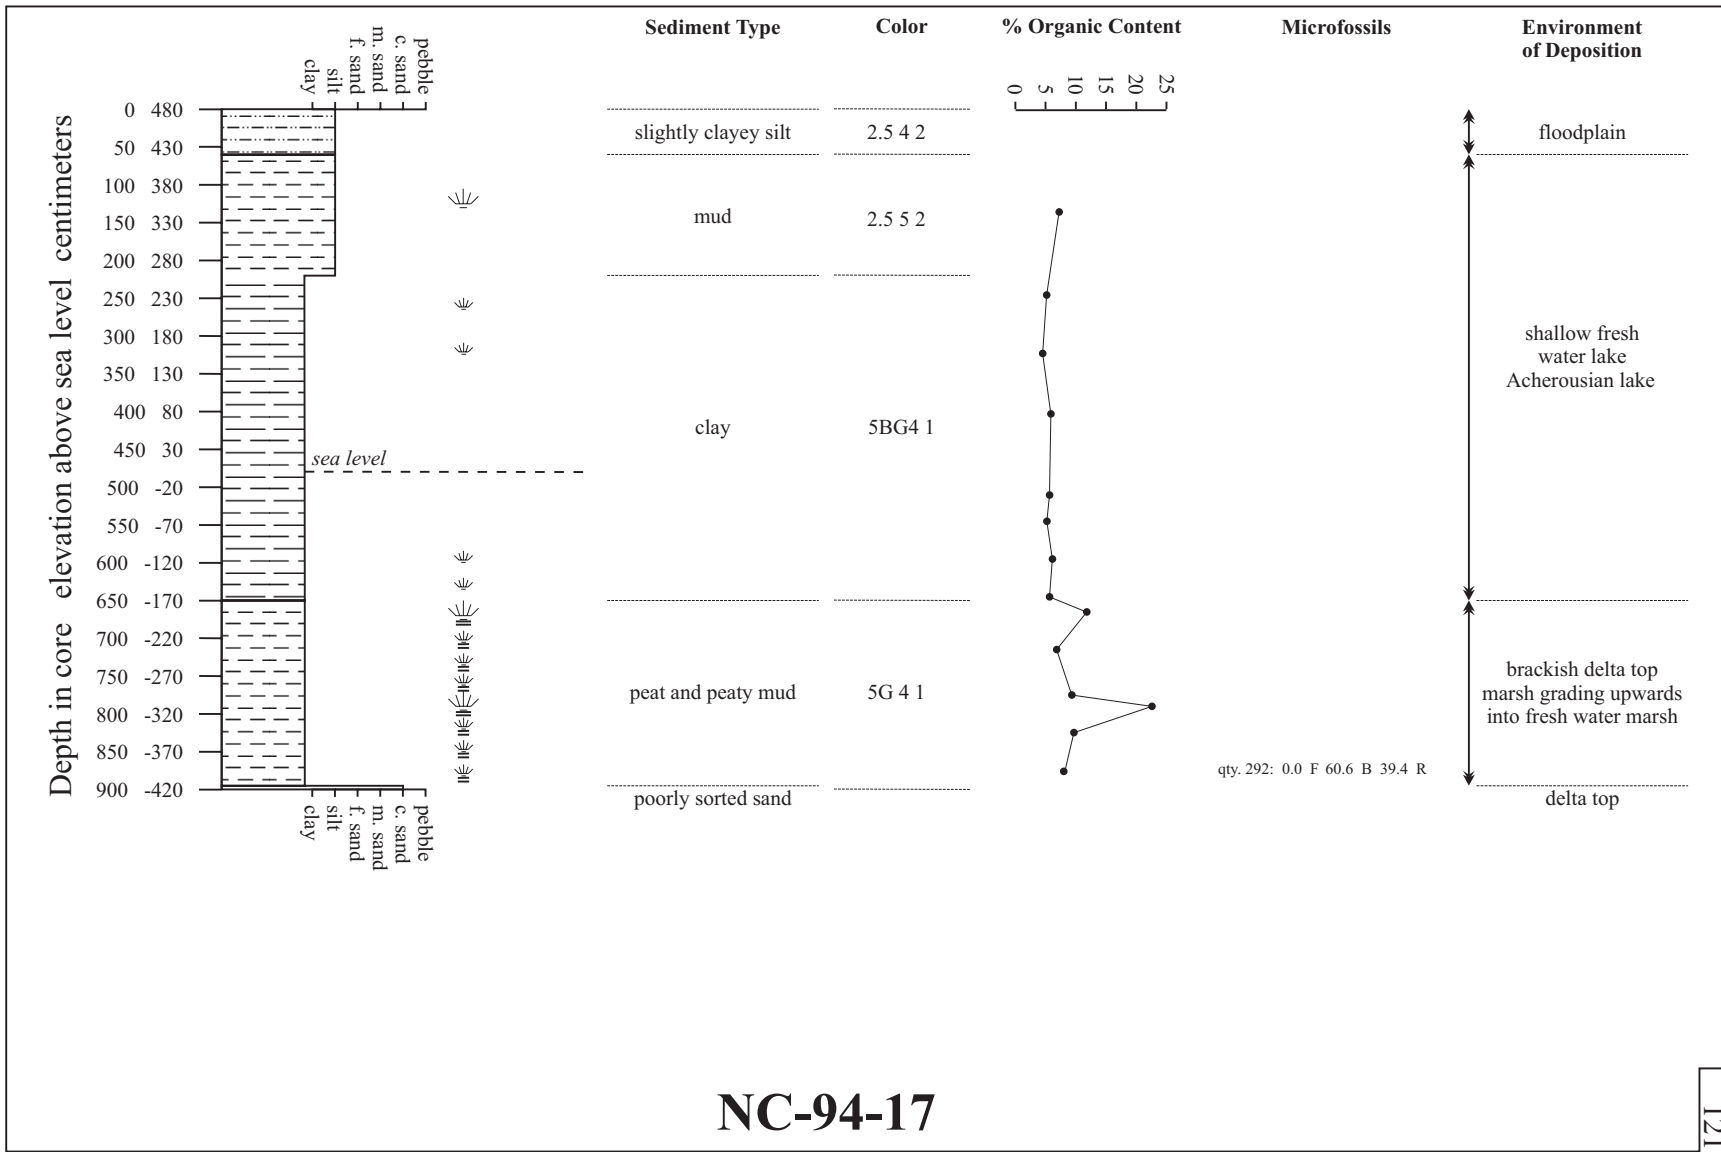 Sediment Type
Color
% Organic Content
Microfossils
Environment
of Deposition
clay
silt
f. sand
m. sand
c. sand
pebble
0 5 10 15 20 25
Depth in core elevation above sea level centimeters
0 480
50 430
100 380
150 330
200 280
250 230
300 180
350 130
400 80
450 30
500 -20
550 -70
600 -120
650 -170
700 -220
750 -270
800 -320
850 -370
900 -420
sea level
slightly clayey silt
2.5 4 2
floodplain
mud
2.5 5 2
shallow fresh
water lake
Acherousian lake
clay
5BG4 1
peat and peaty mud
5G 4 1
brackish delta top
marsh grading upwards
into fresh water marsh
qty. 292: 0.0 F 60.6 B 39.4 R
poorly sorted sand
delta top
clay
silt
f. sand
m. sand
c. sand
pebble
NC-94-17
121